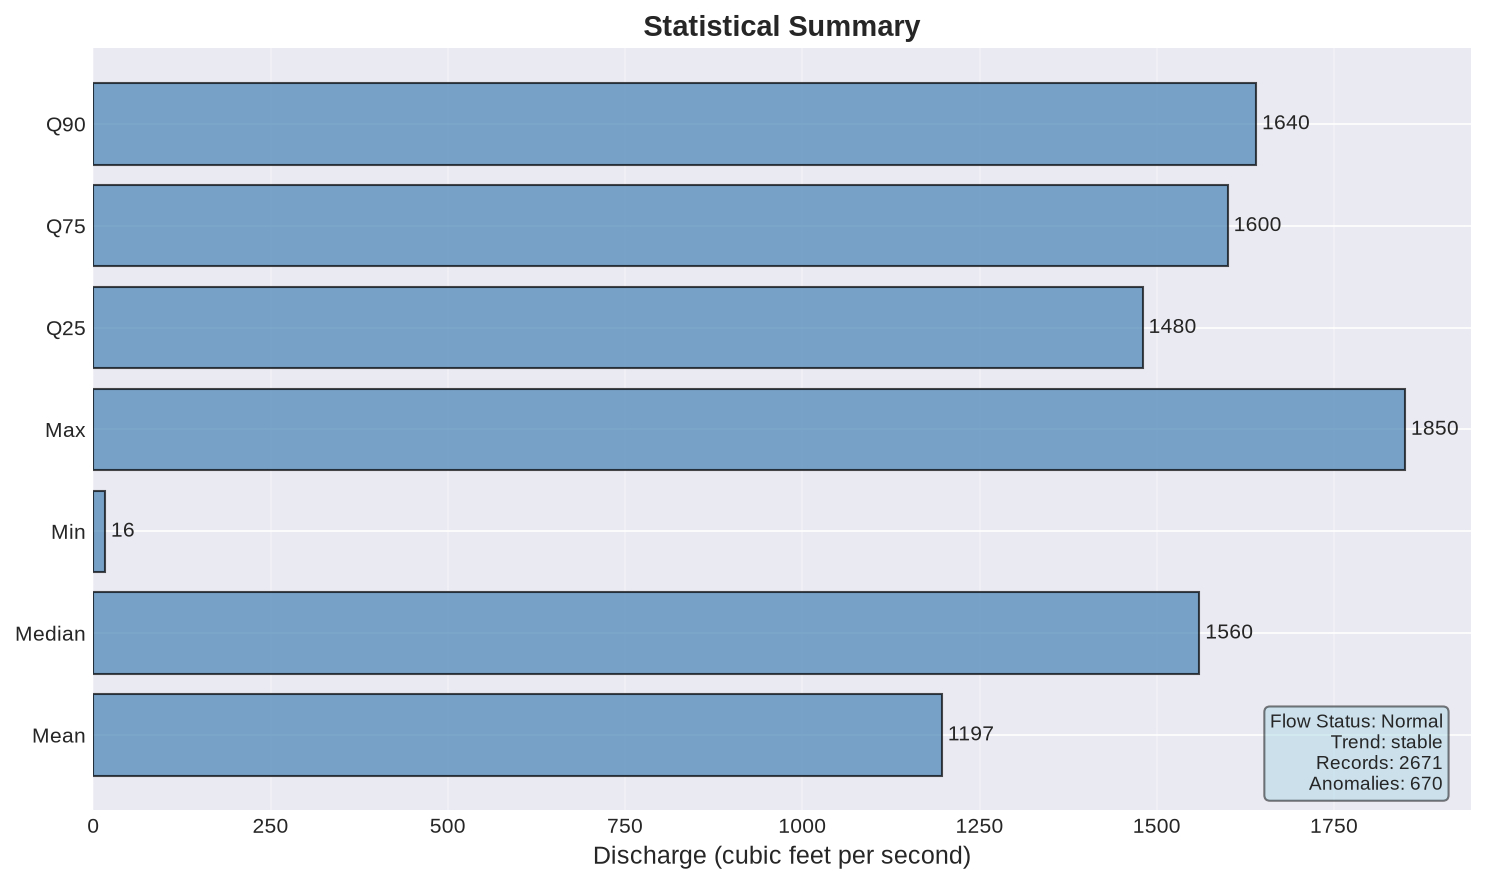 Statistical Summary
Q90
1640
Q75
1600
Q25
1480
Max
1850
Min
16
Median
1560
Mean
1197
Flow Status: Normal
Trend: stable
Records: 2671
Anomalies: 670
0 250 500 750 1000 1250 1500 1750
Discharge (cubic feet per second)